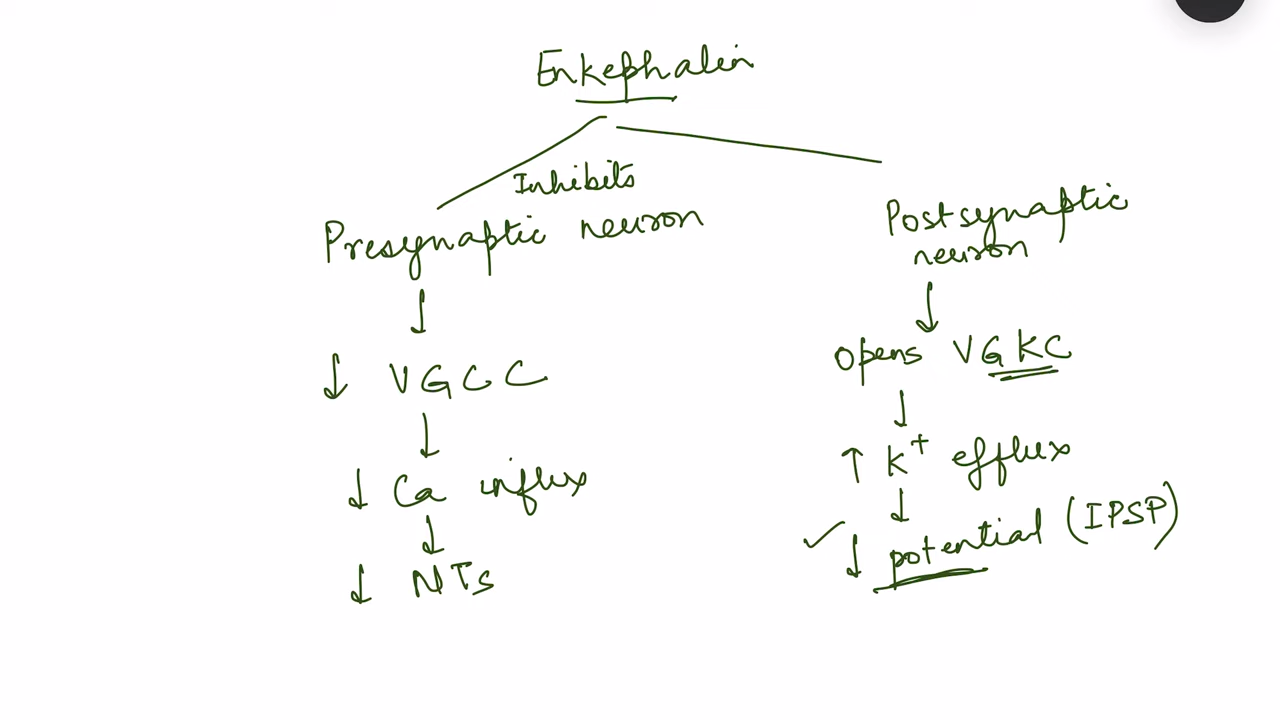 Enkephalin
Inhibits
Presynaptic neuron
↓
↓ VGCC
↓
↓ Ca influx
↓
↓ NTs
Postsynaptic
neuron
↓
Opens VGKC
↓
↑ K⁺ efflux
↓
✓ ↓ potential (IPSP)